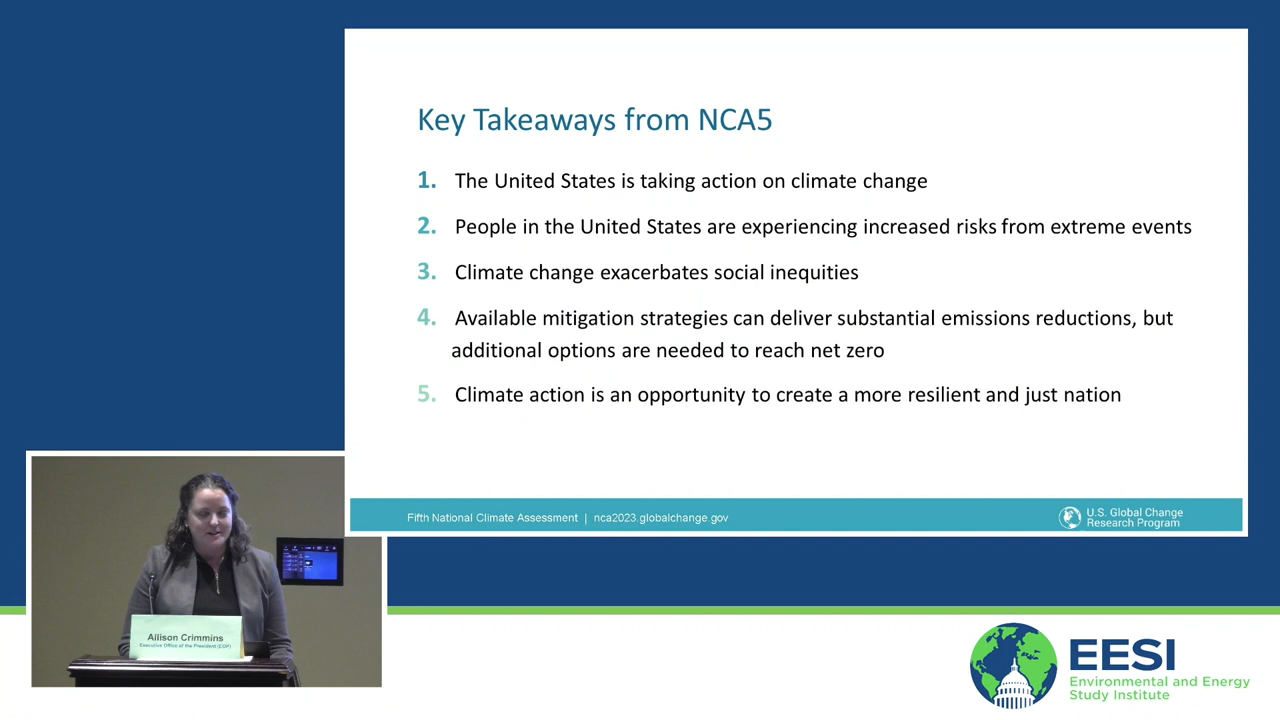 Key Takeaways from NCA5
1. The United States is taking action on climate change
2. People in the United States are experiencing increased risks from extreme events
3. Climate change exacerbates social inequities
4. Available mitigation strategies can deliver substantial emissions reductions, but
additional options are needed to reach net zero
5. Climate action is an opportunity to create a more resilient and just nation
Fifth National Climate Assessment | nca2023.globalchange.gov
U.S. Global Change
Research Program
Allison Crimmins
Executive Office of the President (EOP)
EESI
Environmental and Energy
Study Institute